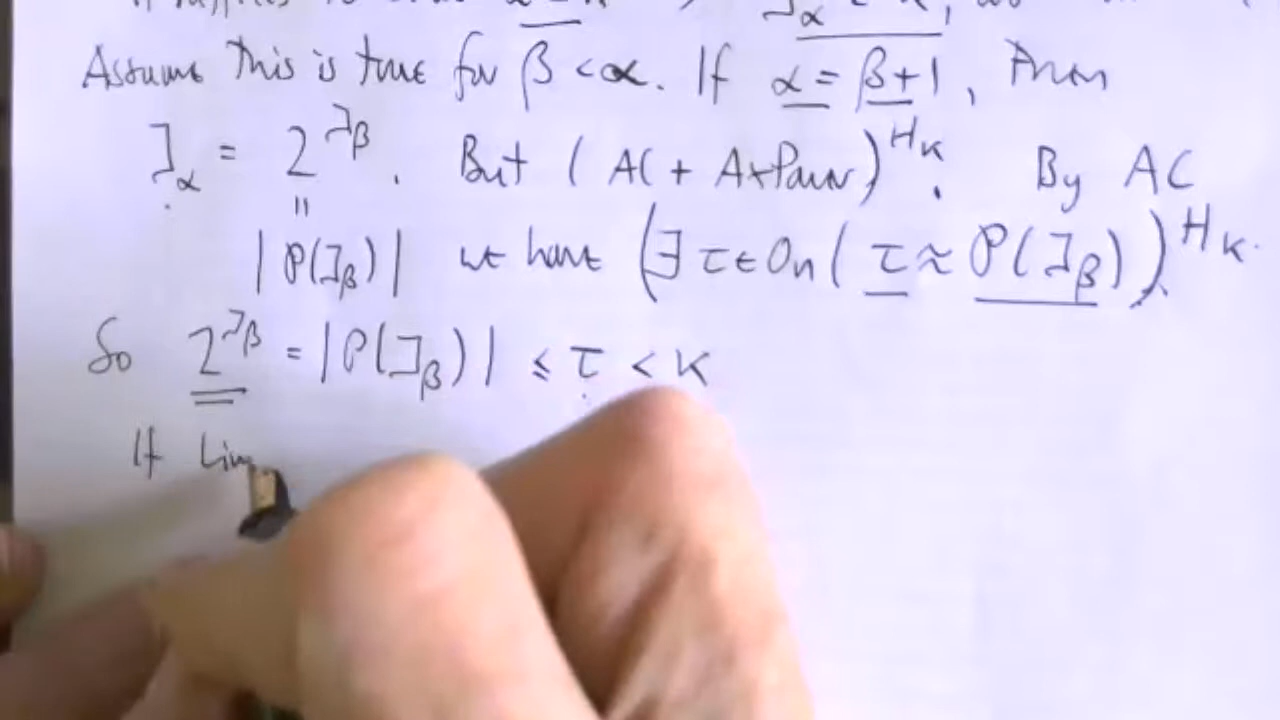 Assume this is true for β < α. If α = β+1, then
ℶ_α = 2^ℶ_β. But (AC + AxPower)^H_κ. By AC
=
|𝒫(ℶ_β)| we have (∃τ∈On(τ ≈ 𝒫(ℶ_β)))^H_κ.
So 2^ℶ_β = |𝒫(ℶ_β)| ≤ τ < κ
If Lim